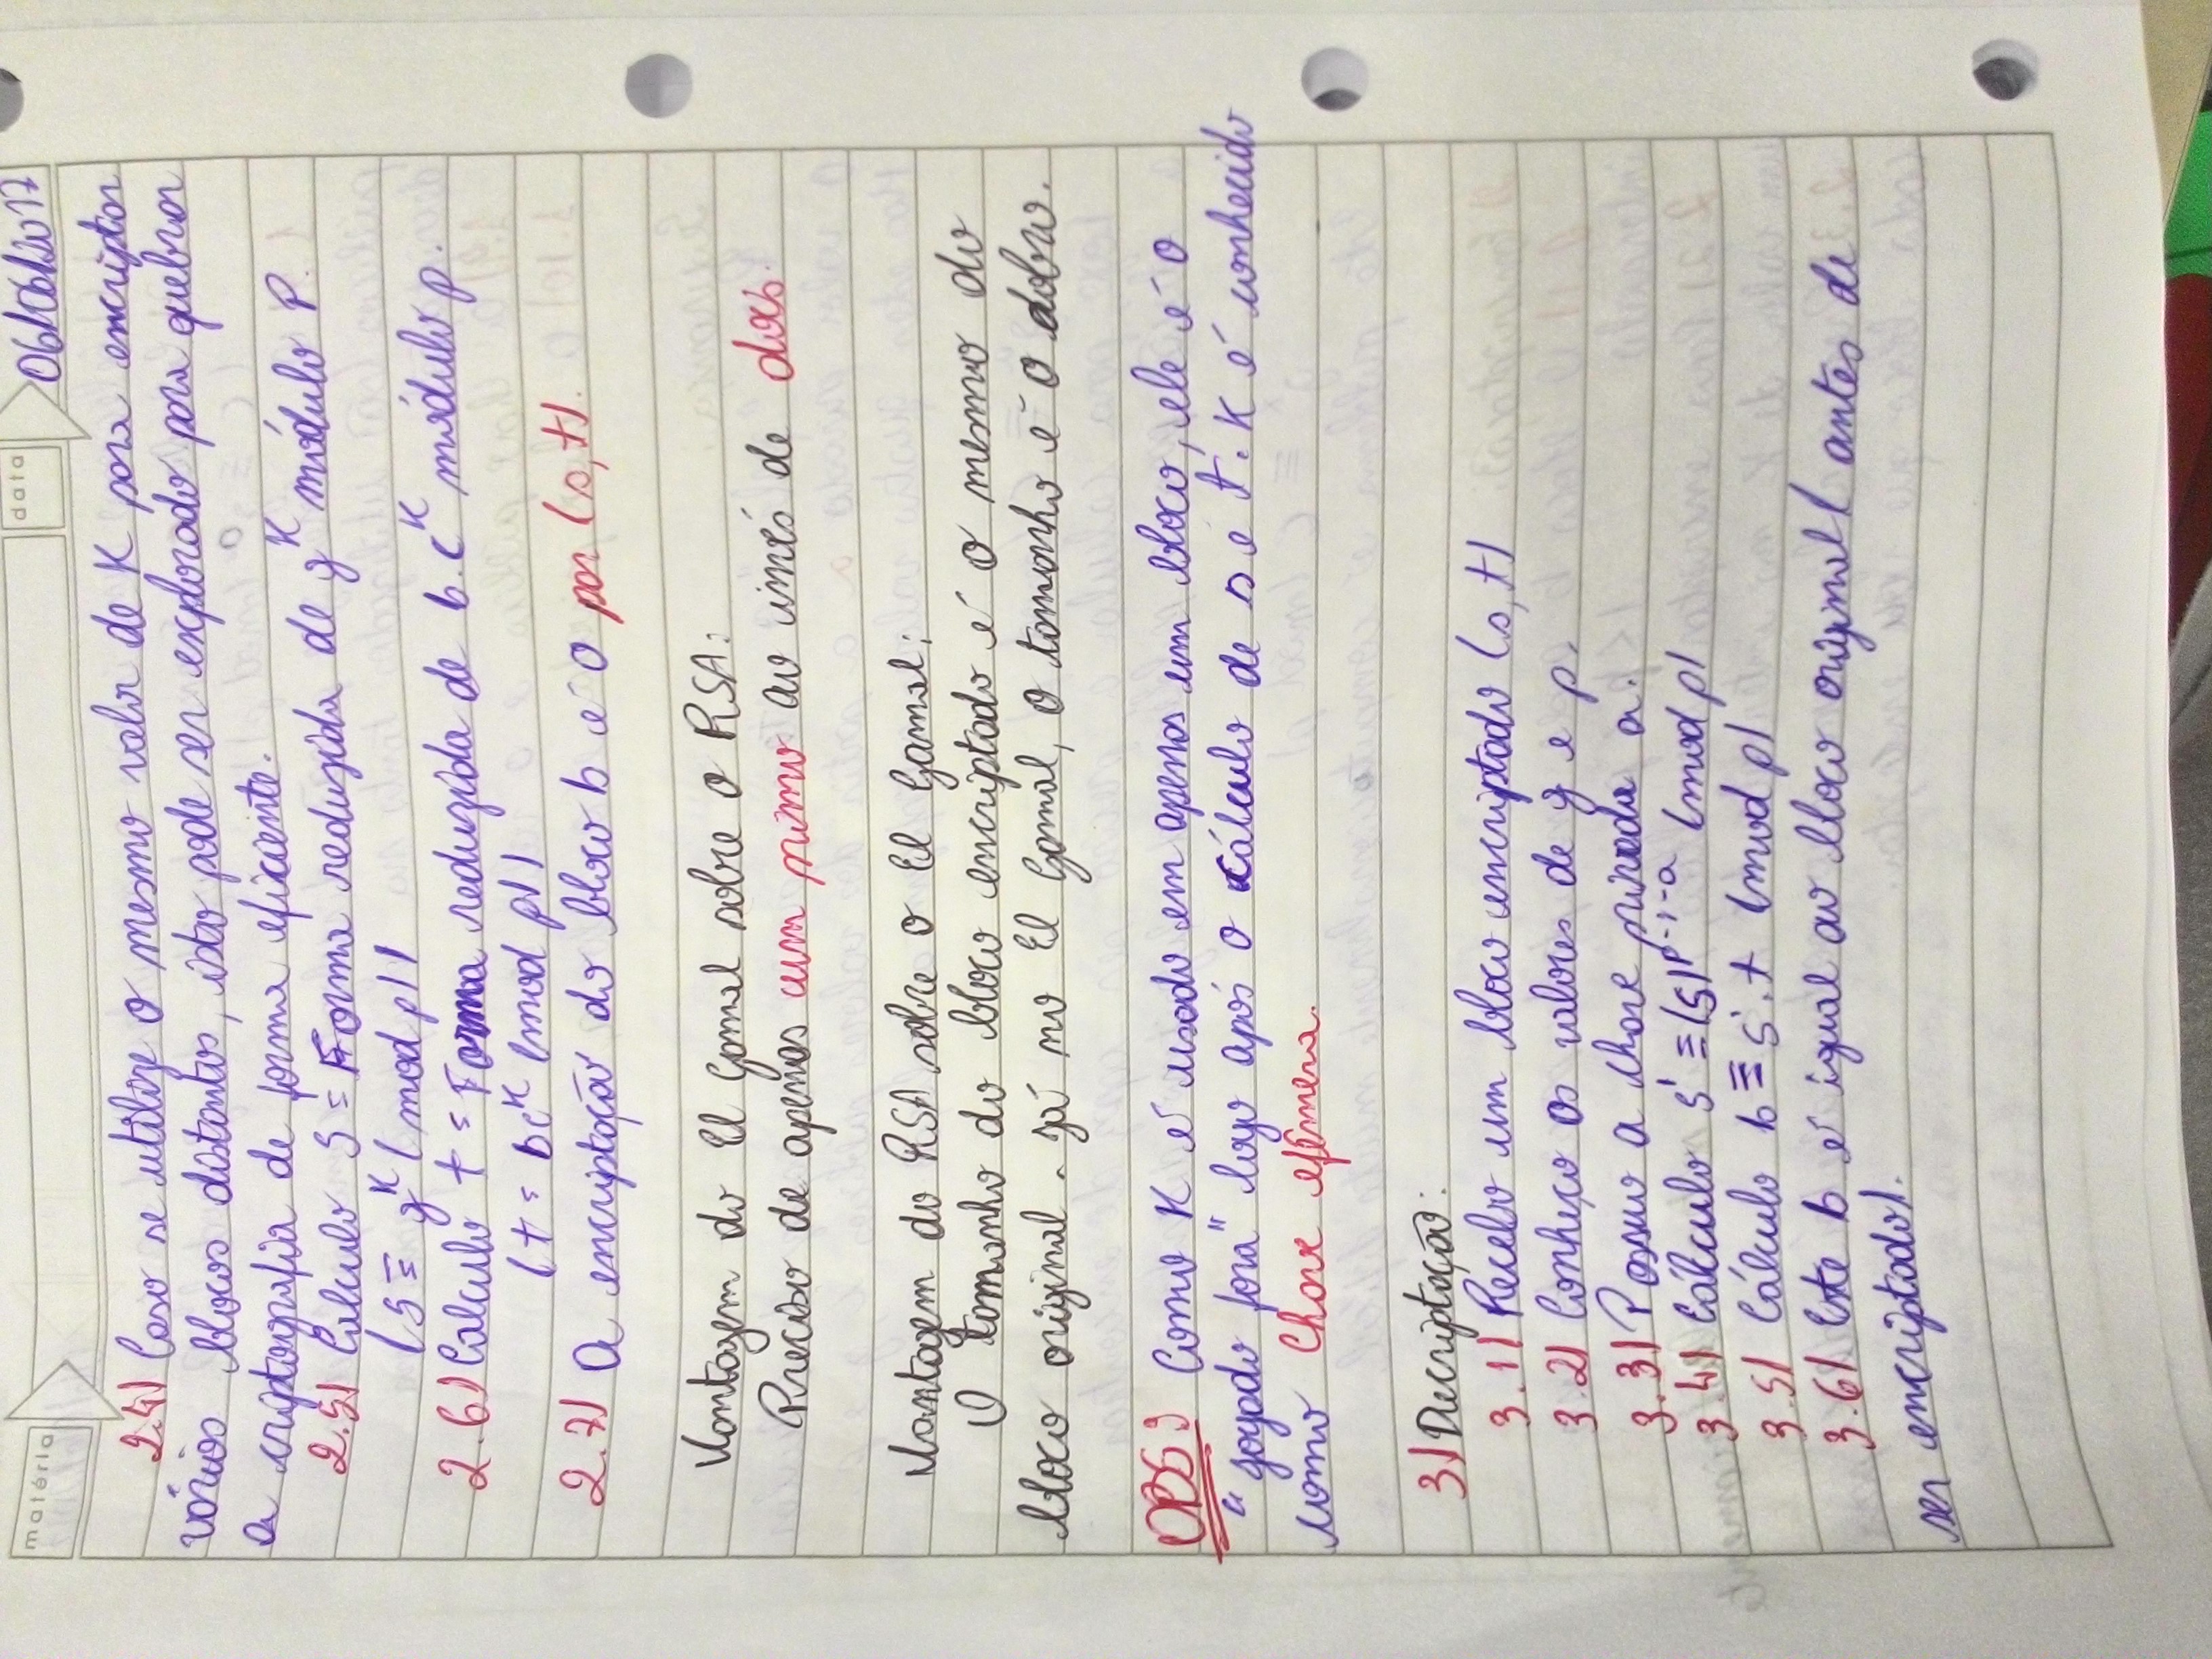 matéria
data
06/06/2017
2.4) Caso se utilize o mesmo valor de K para encriptar
vários blocos distantos, isto pode ser explorado para quebrar
a criptografia de forma eficiente.
2.5) Calculo S = Forma reduzida de g^K módulo P.
(S ≡ g^K (mod p))
2.6) Calculo t = Forma reduzida de b.c^K módulo p.
(t = bc^K (mod p))
2.7) A encriptação do bloco b é o par (s,t).
Vantagem do El Gamal sobre o RSA:
Preciso de apenas um primo ao invés de dois.
Vantagem do RSA sobre o El Gamal:
O tamanho do bloco encriptado é o mesmo do
bloco original. Já no El Gamal, o tamanho é o dobro.
OBS: Como K é usado em apenas um bloco, ele é o
"jogado fora" logo após o cálculo de s e t. K é conhecido
como chave efêmera.
3) Decriptação:
3.1) Recebo um bloco encriptado (s,t)
3.2) Conheço os valores de g e p.
3.3) Possuo a chave privada a.
3.4) Cálculo s' ≡ (s)^p-1-a (mod p)
3.5) Cálculo b ≡ s'.t (mod p)
3.6) Este b é igual ao bloco original (antes de
ser encriptado).